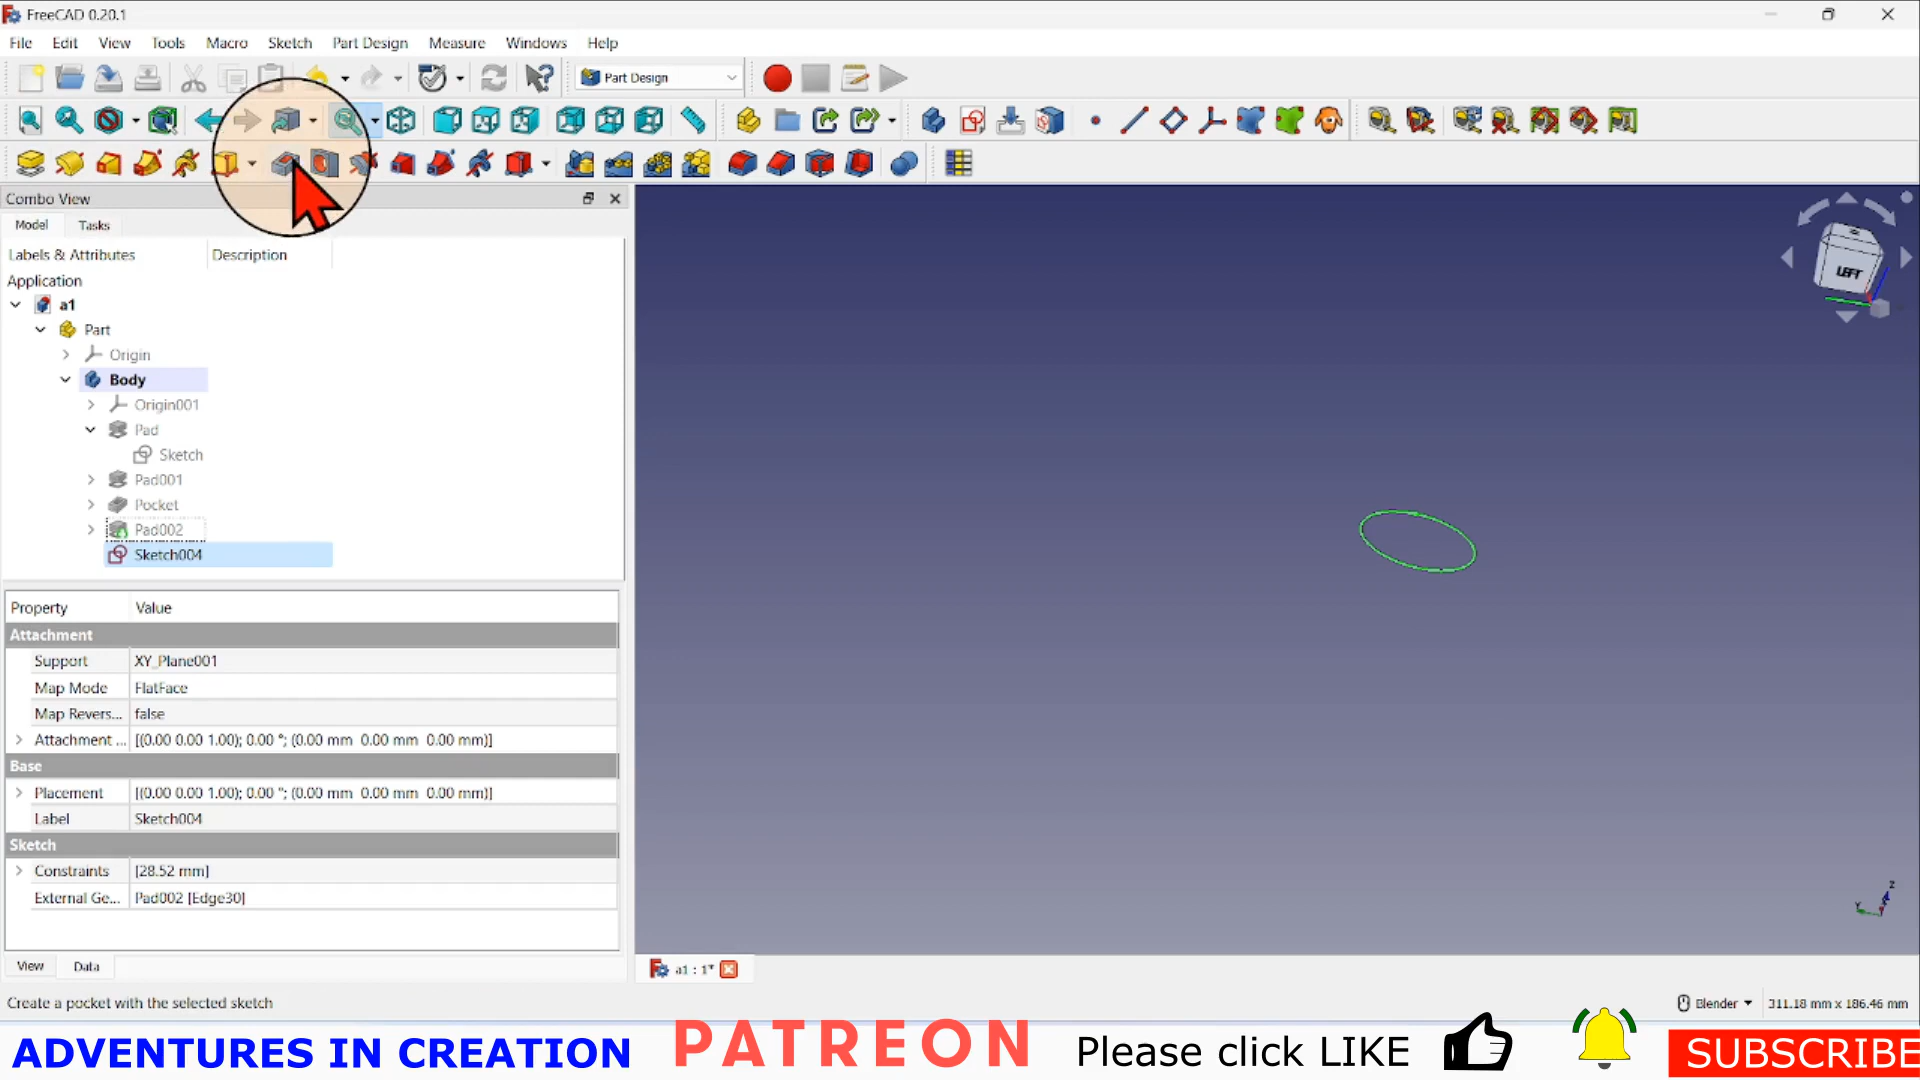 FreeCAD 0.20.1
File Edit View Tools Macro Sketch Part Design Measure Windows Help
Part Design
Combo View
Model Tasks
Labels & Attributes Description
Application
a1
Part
Origin
Body
Origin001
Pad
Sketch
Pad001
Pocket
Pad002
Sketch004
Property Value
Attachment
Support XY_Plane001
Map Mode FlatFace
Map Revers... false
Attachment ... [(0.00 0.00 1.00); 0.00 °; (0.00 mm 0.00 mm 0.00 mm)]
Base
Placement [(0.00 0.00 1.00); 0.00 °; (0.00 mm 0.00 mm 0.00 mm)]
Label Sketch004
Sketch
Constraints [28.52 mm]
External Ge... Pad002 [Edge30]
View Data
LEFT
Z
Y
a1 : 1*
Create a pocket with the selected sketch
Blender 311.18 mm x 186.46 mm
ADVENTURES IN CREATION PATREON Please click LIKE SUBSCRIBE